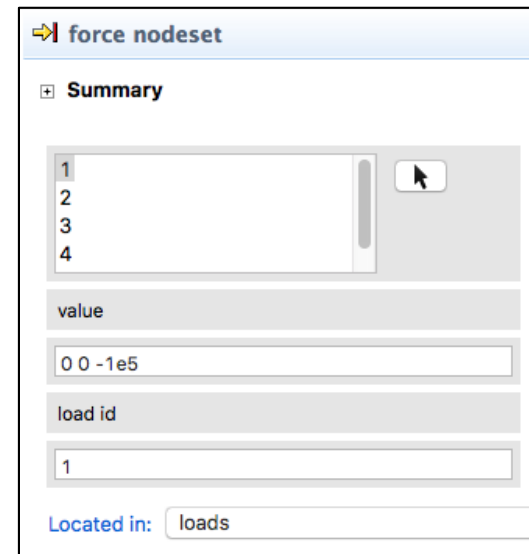 force nodeset
Summary
1
2
3
4
value
0 0 -1e5
load id
1
Located in: loads